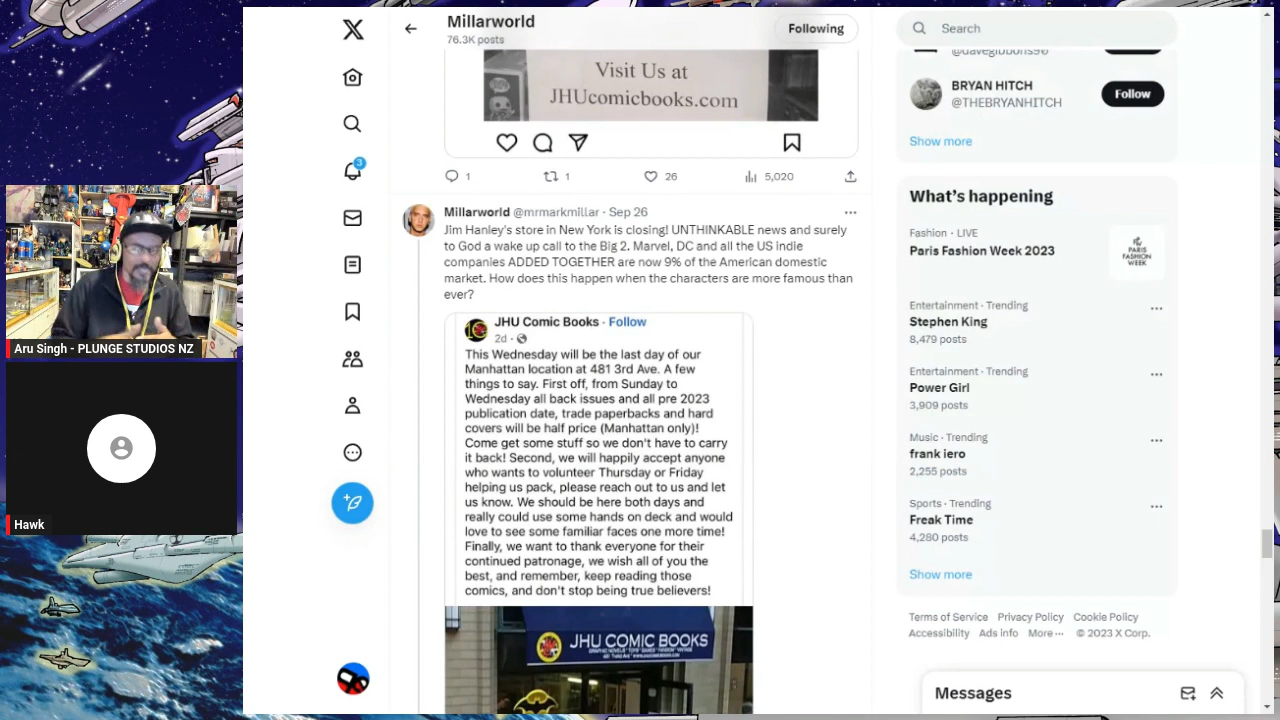 Millarworld
76.3K posts
Following
Search
Visit Us at
JHUcomicbooks.com
@davegibbons90
BRYAN HITCH
@THEBRYANHITCH
Follow
Show more
1
1
26
5,020
3
Millarworld @mrmarkmillar · Sep 26
Jim Hanley's store in New York is closing! UNTHINKABLE news and surely
to God a wake up call to the Big 2. Marvel, DC and all the US indie
companies ADDED TOGETHER are now 9% of the American domestic
market. How does this happen when the characters are more famous than
ever?
JHU Comic Books · Follow
2d ·
This Wednesday will be the last day of our
Manhattan location at 481 3rd Ave. A few
things to say. First off, from Sunday to
Wednesday all back issues and all pre 2023
publication date, trade paperbacks and hard
covers will be half price (Manhattan only)!
Come get some stuff so we don't have to carry
it back! Second, we will happily accept anyone
who wants to volunteer Thursday or Friday
helping us pack, please reach out to us and let
us know. We should be here both days and
really could use some hands on deck and would
love to see some familiar faces one more time!
Finally, we want to thank everyone for their
continued patronage, we wish all of you the
best, and remember, keep reading those
comics, and don't stop being true believers!
JHU COMIC BOOKS
What's happening
Fashion · LIVE
Paris Fashion Week 2023
PARIS
FASHION
WEEK
Entertainment · Trending
Stephen King
8,479 posts
Entertainment · Trending
Power Girl
3,909 posts
Music · Trending
frank iero
2,255 posts
Sports · Trending
Freak Time
4,280 posts
Show more
Terms of Service Privacy Policy Cookie Policy
Accessibility Ads info More ··· © 2023 X Corp.
Messages
Aru Singh - PLUNGE STUDIOS NZ
Hawk